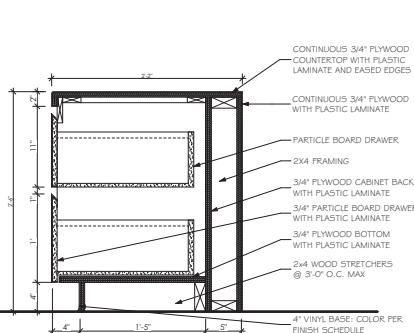 CONTINUOUS 3/4" PLYWOOD
COUNTERTOP WITH PLASTIC
LAMINATE AND EASED EDGES
2'-2"
CONTINUOUS 3/4" PLYWOOD
WITH PLASTIC LAMINATE
2"
11"
PARTICLE BOARD DRAWER
2X4 FRAMING
3/4" PLYWOOD CABINET BACK
WITH PLASTIC LAMINATE
1"
2'-6"
3/4" PARTICLE BOARD DRAWER
WITH PLASTIC LAMINATE
3/4" PLYWOOD BOTTOM
WITH PLASTIC LAMINATE
1'
2x4 WOOD STRETCHERS
@ 3'-0" O.C. MAX
4"
4" VINYL BASE: COLOR PER
FINISH SCHEDULE
4"
1'-5"
5"